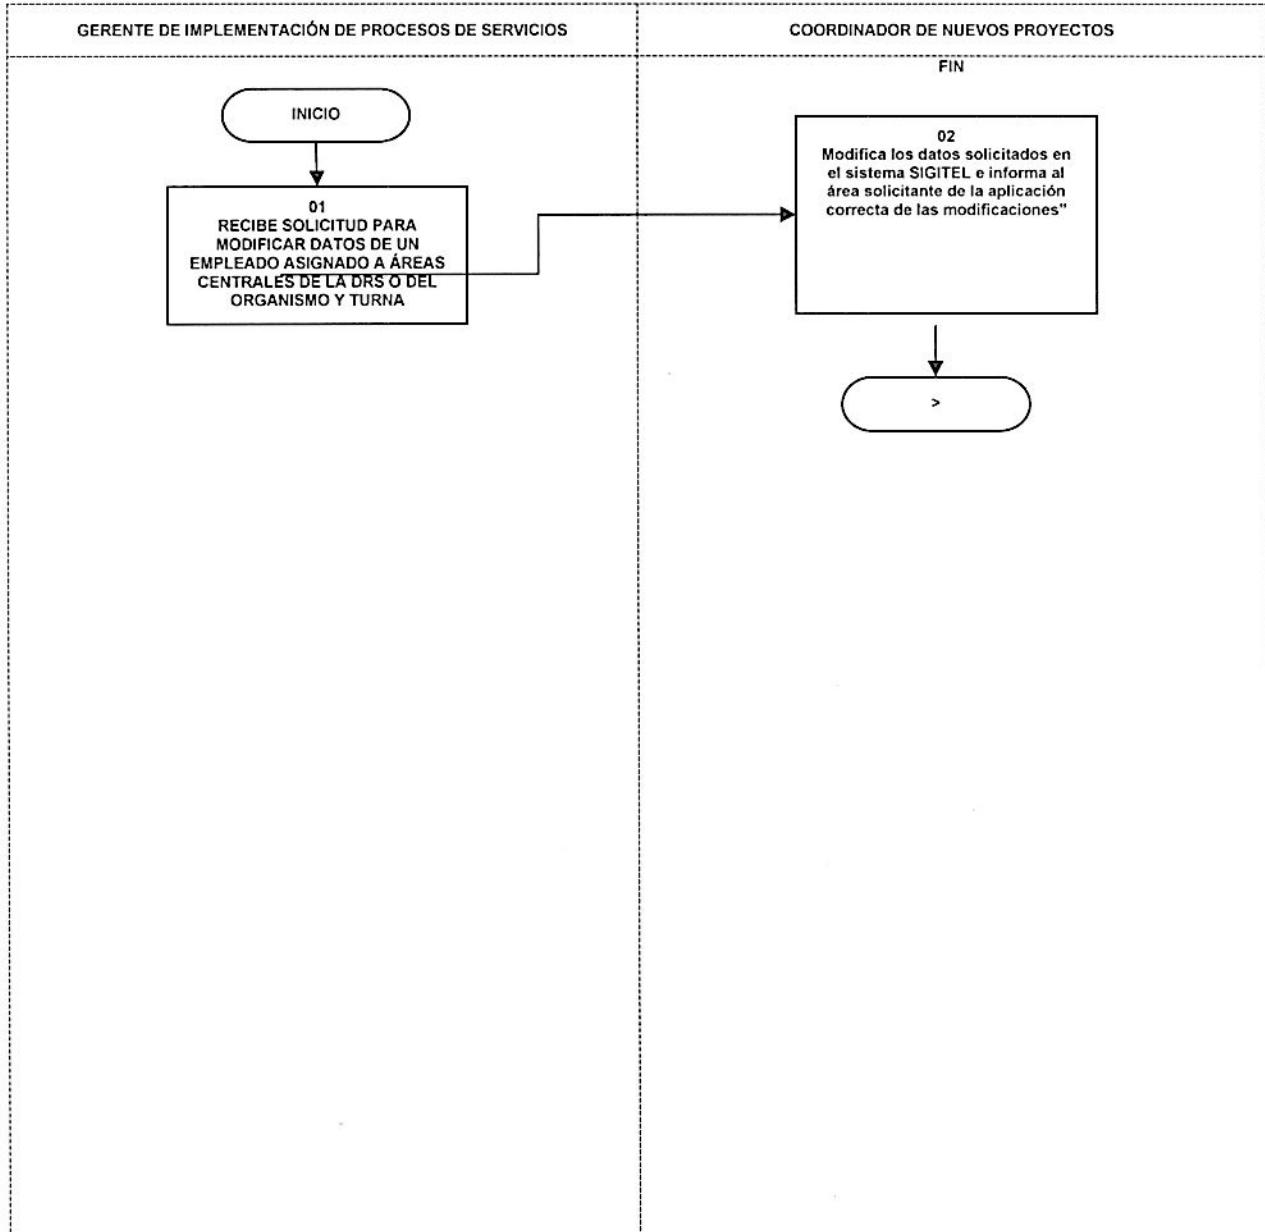 GERENTE DE IMPLEMENTACIÓN DE PROCESOS DE SERVICIOS
COORDINADOR DE NUEVOS PROYECTOS
INICIO
01
RECIBE SOLICITUD PARA
MODIFICAR DATOS DE UN
EMPLEADO ASIGNADO A ÁREAS
CENTRALES DE LA DRS O DEL
ORGANISMO Y TURNA
FIN
02
Modifica los datos solicitados en
el sistema SIGITEL e informa al
área solicitante de la aplicación
correcta de las modificaciones"
>